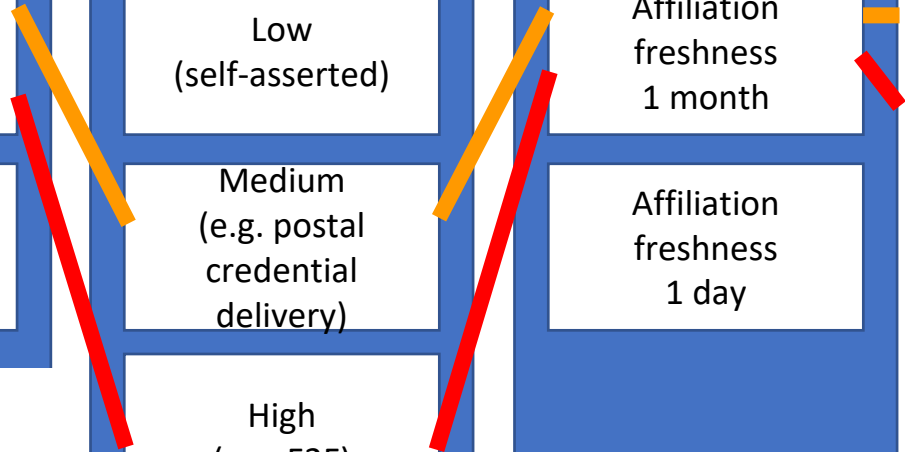 Low
(self-asserted)
Medium
(e.g. postal
credential
delivery)
High
Affiliation
freshness
1 month
Affiliation
freshness
1 day